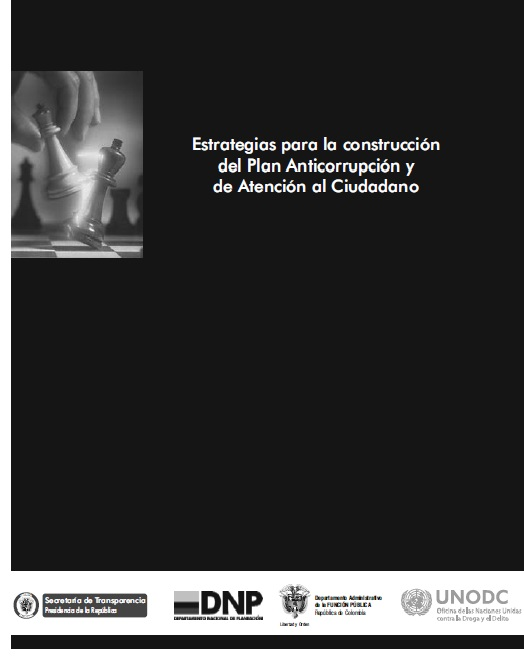 Estrategias para la construcción
del Plan Anticorrupción y
de Atención al Ciudadano
Secretaría de Transparencia
Presidencia de la República
DNP
DEPARTAMENTO NACIONAL DE PLANEACIÓN
Libertad y Orden
Departamento Administrativo
de la FUNCIÓN PÚBLICA
República de Colombia
UNODC
Oficina de las Naciones Unidas
contra la Droga y el Delito